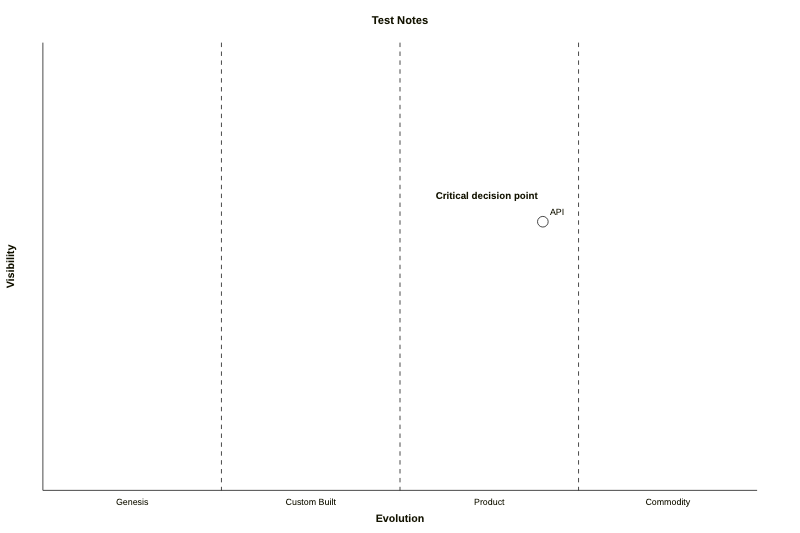 Test Notes
Critical decision point
API
Visibility
Genesis
Custom Built
Product
Commodity
Evolution